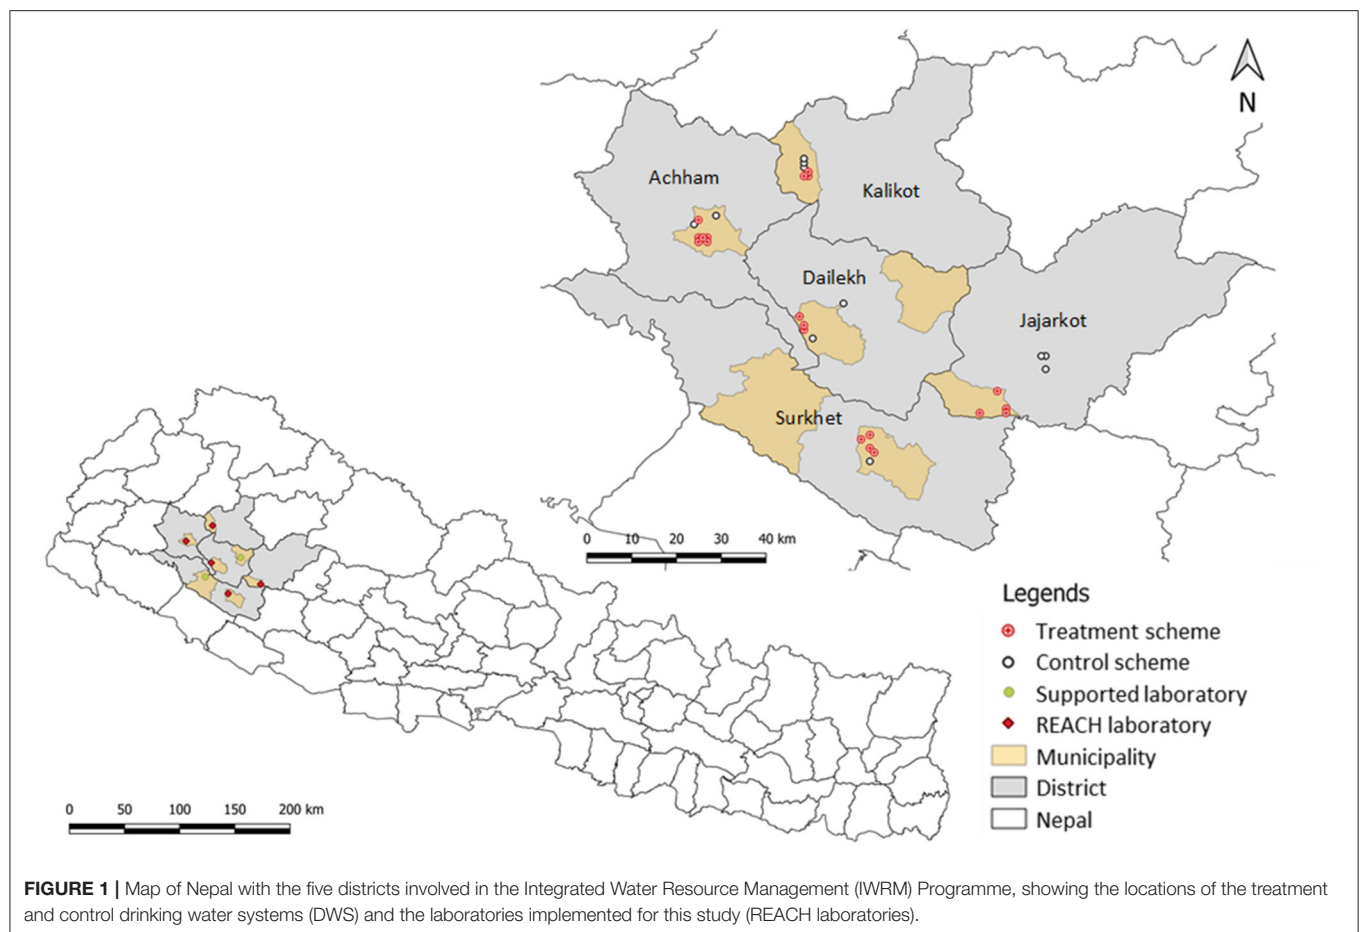 N
Achham
Kalikot
Dailekh
Jajarkot
Surkhet
0 10 20 30 40 km
Legends
Treatment scheme
Control scheme
Supported laboratory
REACH laboratory
Municipality
District
Nepal
0 50 100 150 200 km
FIGURE 1 | Map of Nepal with the five districts involved in the Integrated Water Resource Management (IWRM) Programme, showing the locations of the treatment
and control drinking water systems (DWS) and the laboratories implemented for this study (REACH laboratories).